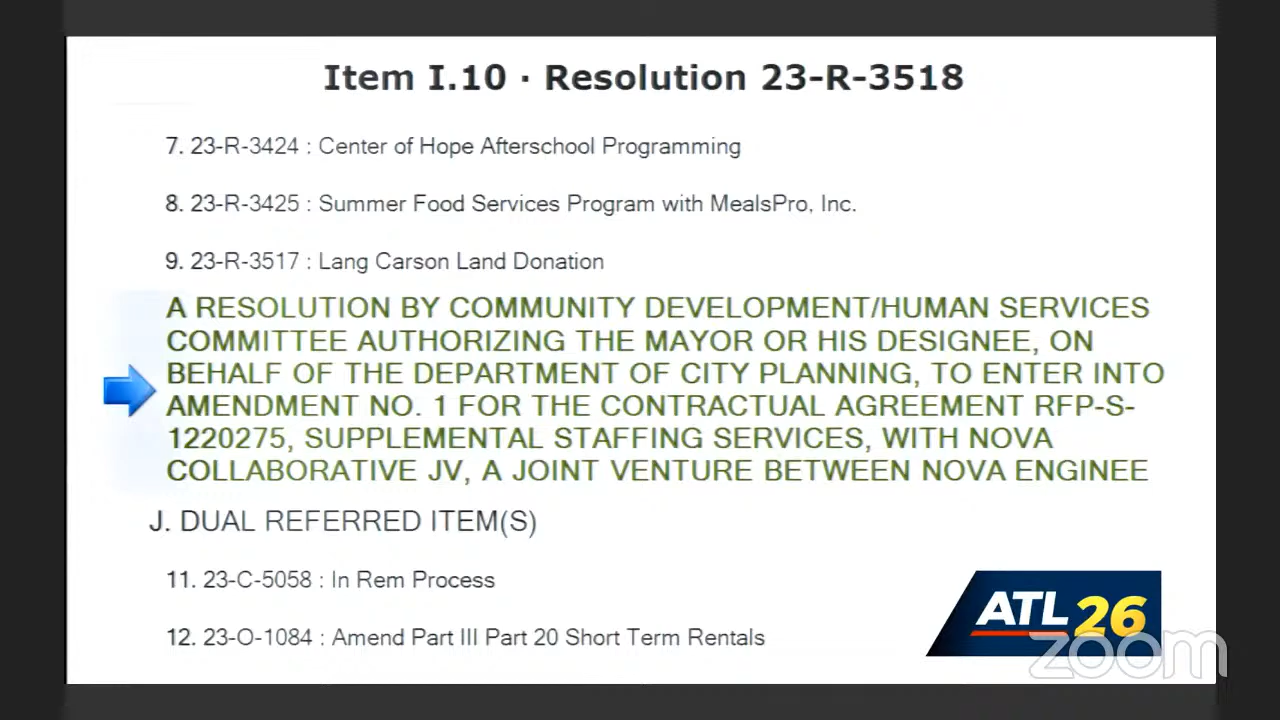 Item I.10 · Resolution 23-R-3518
7. 23-R-3424 : Center of Hope Afterschool Programming
8. 23-R-3425 : Summer Food Services Program with MealsPro, Inc.
9. 23-R-3517 : Lang Carson Land Donation
A RESOLUTION BY COMMUNITY DEVELOPMENT/HUMAN SERVICES
COMMITTEE AUTHORIZING THE MAYOR OR HIS DESIGNEE, ON
BEHALF OF THE DEPARTMENT OF CITY PLANNING, TO ENTER INTO
AMENDMENT NO. 1 FOR THE CONTRACTUAL AGREEMENT RFP-S-
1220275, SUPPLEMENTAL STAFFING SERVICES, WITH NOVA
COLLABORATIVE JV, A JOINT VENTURE BETWEEN NOVA ENGINEE
J. DUAL REFERRED ITEM(S)
11. 23-C-5058 : In Rem Process
12. 23-O-1084 : Amend Part III Part 20 Short Term Rentals
ATL 26
zoom